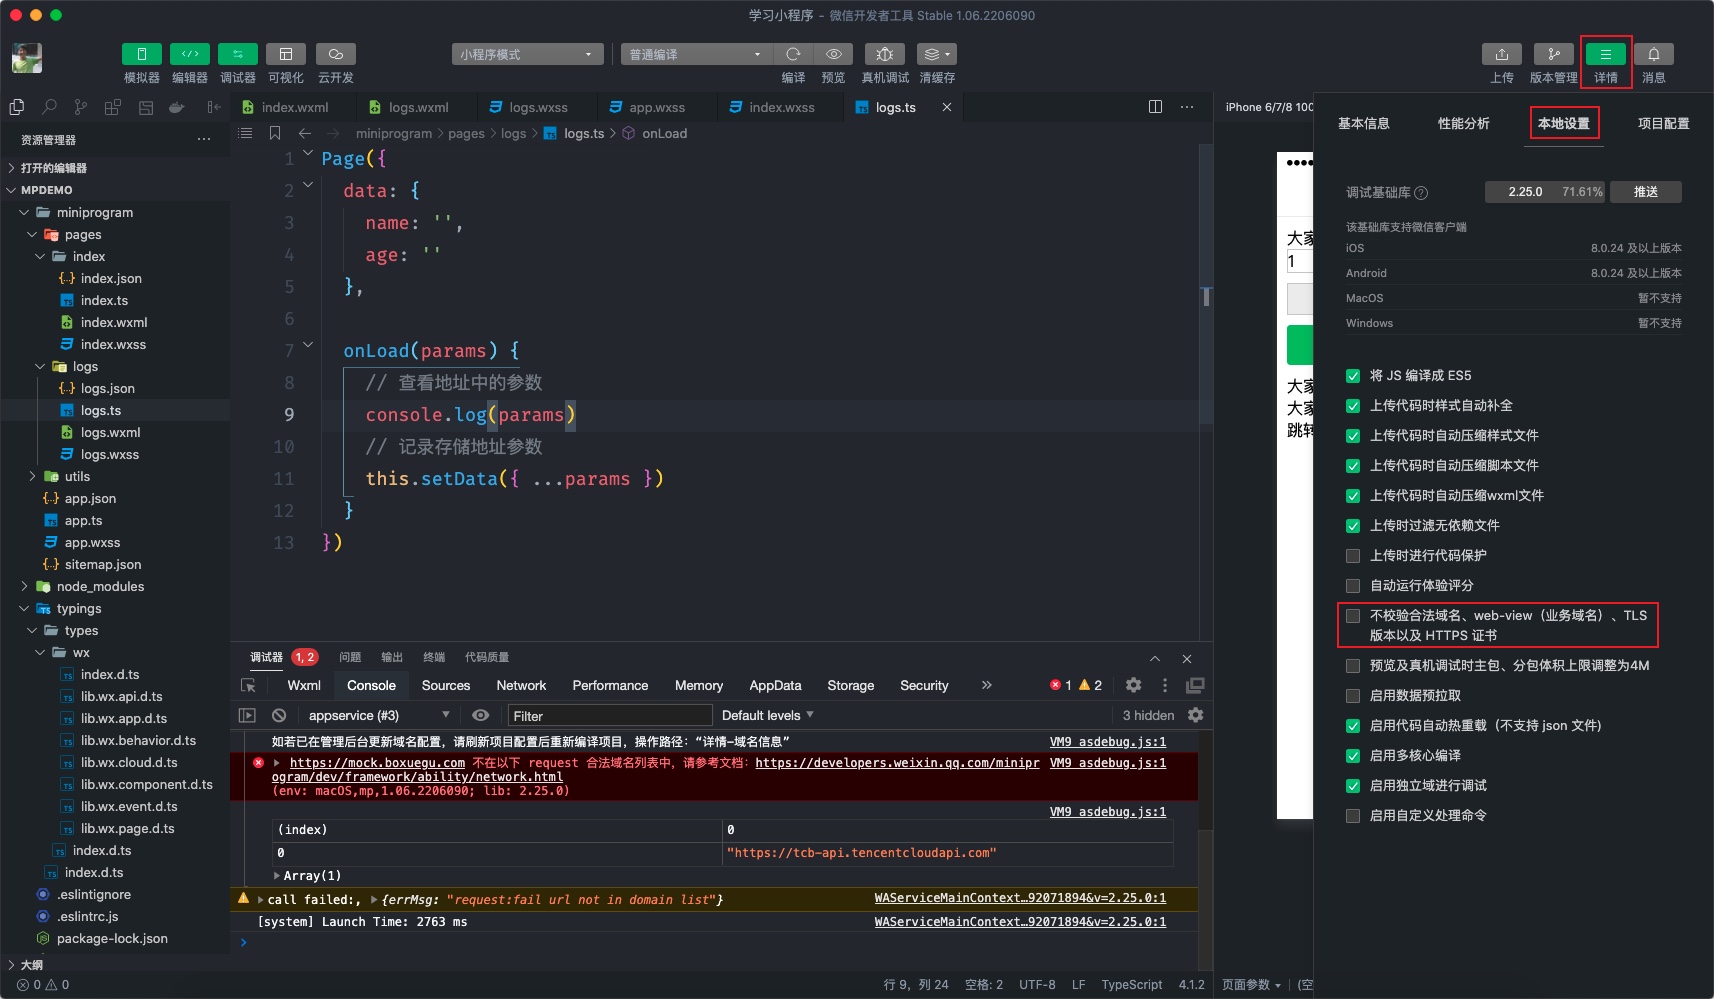 学习小程序 - 微信开发者工具 Stable 1.06.2206090
模拟器 编辑器 调试器 可视化 云开发
小程序模式 普通编译
编译 预览 真机调试 清缓存
上传 版本管理 详情 消息
index.wxml logs.wxml logs.wxss app.wxss index.wxss logs.ts
资源管理器
打开的编辑器
MPDEMO
miniprogram
pages
index
index.json
index.ts
index.wxml
index.wxss
logs
logs.json
logs.ts
logs.wxml
logs.wxss
utils
app.json
app.ts
app.wxss
sitemap.json
node_modules
typings
types
wx
index.d.ts
lib.wx.api.d.ts
lib.wx.app.d.ts
lib.wx.behavior.d.ts
lib.wx.cloud.d.ts
lib.wx.component.d.ts
lib.wx.event.d.ts
lib.wx.page.d.ts
index.d.ts
index.d.ts
.eslintignore
.eslintrc.js
package-lock.json
大纲
0 0
miniprogram > pages > logs > logs.ts > onLoad
1 Page({
2 data: {
3 name: '',
4 age: ''
5 },
6
7 onLoad(params) {
8 // 查看地址中的参数
9 console.log(params)
10 // 记录存储地址参数
11 this.setData({ ...params })
12 }
13 })
调试器 1, 2 问题 输出 终端 代码质量
Wxml Console Sources Network Performance Memory AppData Storage Security » 1 2
appservice (#3) Filter Default levels 3 hidden
如若已在管理后台更新域名配置，请刷新项目配置后重新编译项目，操作路径：“详情-域名信息” VM9 asdebug.js:1
https://mock.boxuegu.com 不在以下 request 合法域名列表中，请参考文档：https://developers.weixin.qq.com/minipr VM9 asdebug.js:1
ogram/dev/framework/ability/network.html
(env: macOS,mp,1.06.2206090; lib: 2.25.0)
VM9 asdebug.js:1
(index) 0
0 "https://tcb-api.tencentcloudapi.com"
Array(1)
call failed:, {errMsg: "request:fail url not in domain list"} WAServiceMainContext…92071894&v=2.25.0:1
[system] Launch Time: 2763 ms WAServiceMainContext…92071894&v=2.25.0:1
行 9，列 24 空格: 2 UTF-8 LF TypeScript 4.1.2
iPhone 6/7/8 100
大家
1
大家
大家
跳转
页面参数 (空
基本信息 性能分析 本地设置 项目配置
调试基础库 2.25.0 71.61% 推送
该基础库支持微信客户端
iOS 8.0.24 及以上版本
Android 8.0.24 及以上版本
MacOS 暂不支持
Windows 暂不支持
将 JS 编译成 ES5
上传代码时样式自动补全
上传代码时自动压缩样式文件
上传代码时自动压缩脚本文件
上传代码时自动压缩wxml文件
上传时过滤无依赖文件
上传时进行代码保护
自动运行体验评分
不校验合法域名、web-view（业务域名）、TLS
版本以及 HTTPS 证书
预览及真机调试时主包、分包体积上限调整为4M
启用数据预拉取
启用代码自动热重载（不支持 json 文件)
启用多核心编译
启用独立域进行调试
启用自定义处理命令